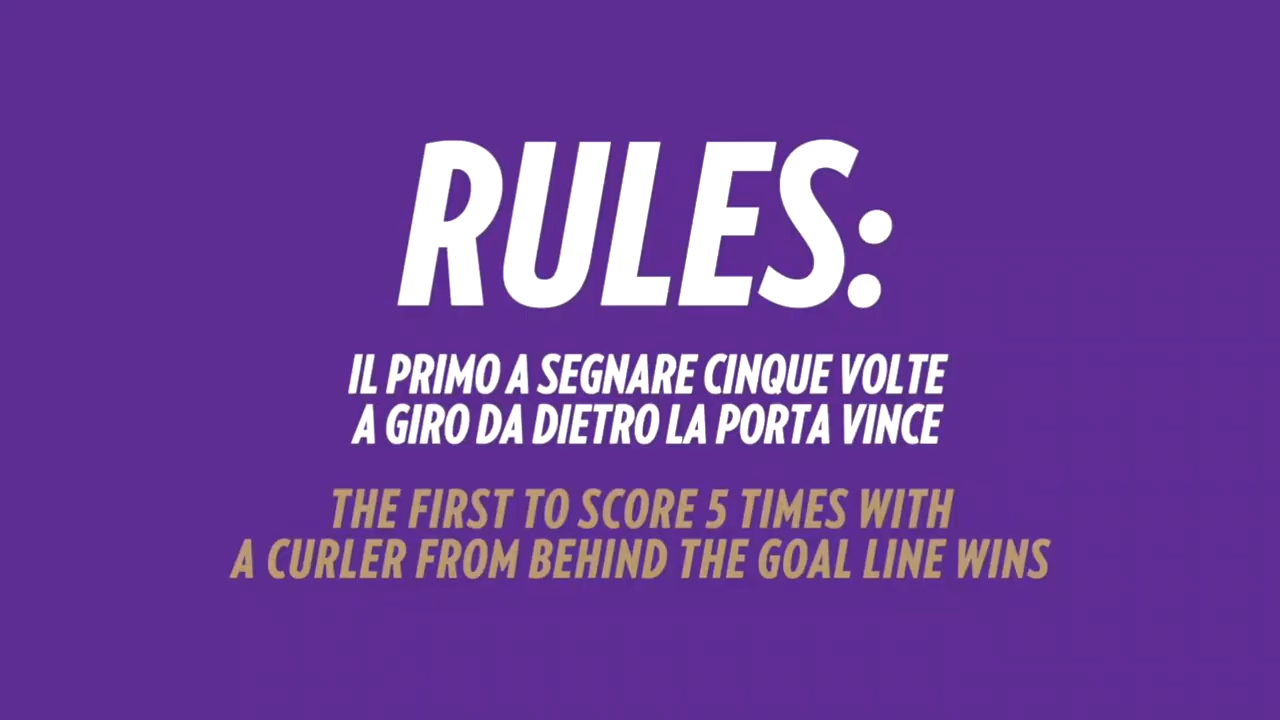 RULES:
IL PRIMO A SEGNARE CINQUE VOLTE
A GIRO DA DIETRO LA PORTA VINCE
THE FIRST TO SCORE 5 TIMES WITH
A CURLER FROM BEHIND THE GOAL LINE WINS